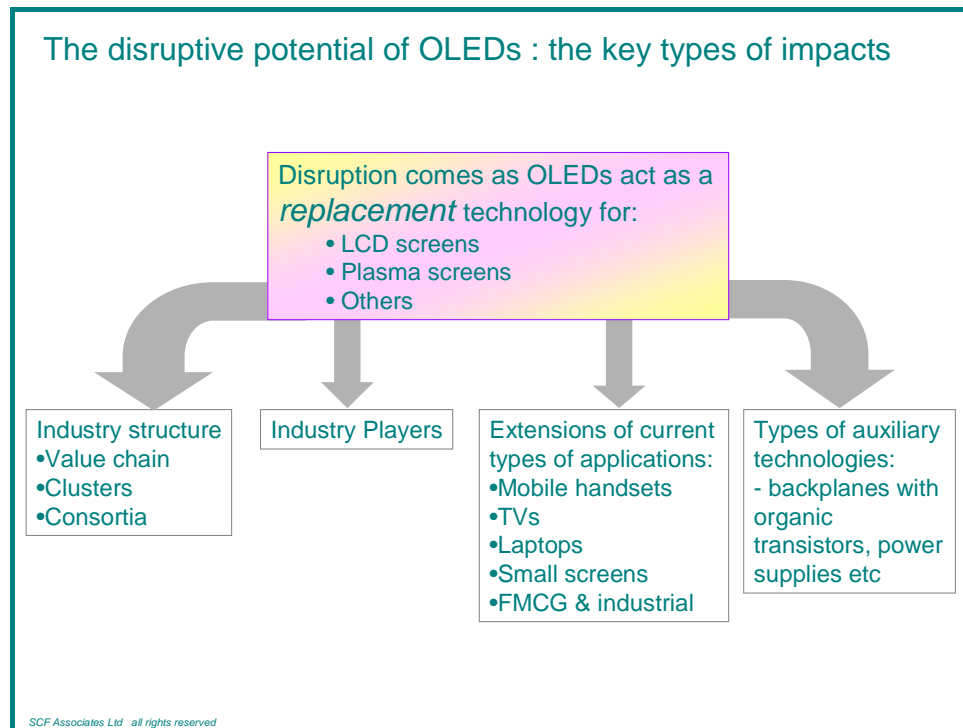 The disruptive potential of OLEDs : the key types of impacts
Disruption comes as OLEDs act as a
replacement technology for:
• LCD screens
• Plasma screens
• Others
Industry structure
•Value chain
•Clusters
•Consortia
Industry Players
Extensions of current
types of applications:
•Mobile handsets
•TVs
•Laptops
•Small screens
•FMCG & industrial
Types of auxiliary
technologies:
- backplanes with
organic
transistors, power
supplies etc
SCF Associates Ltd all rights reserved